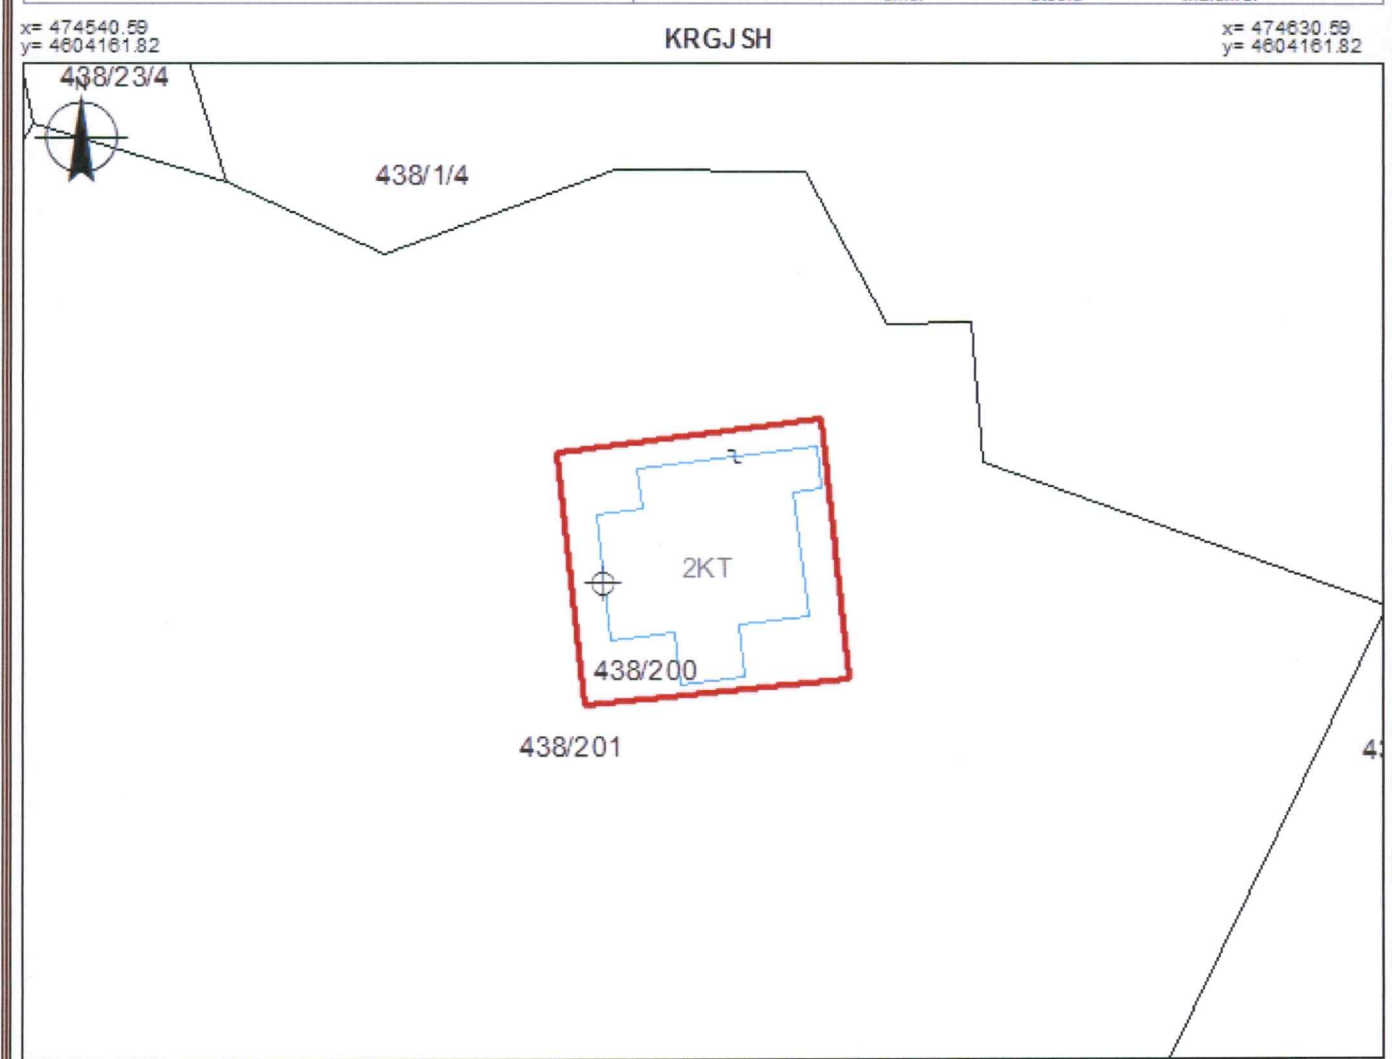 x= 474540.59
y= 4604161.82
KRGJSH
x= 474630.59
y= 4604161.82
438/23/4
N
438/1/4
2KT
438/200
438/201